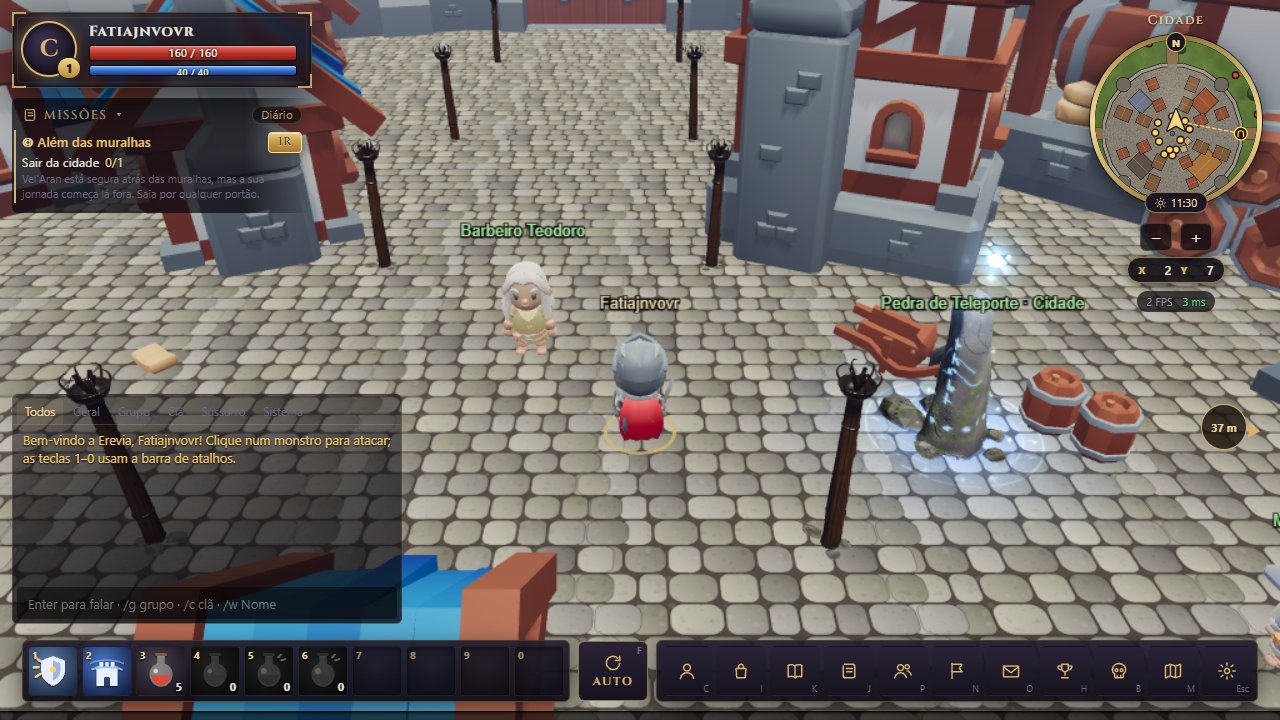 FATIAJNVOVR
C
1
160 / 160
40 / 40
MISSÕES
Diário
Além das muralhas
IR
Sair da cidade 0/1
Vel'Aran está segura atrás das muralhas, mas a sua
jornada começa lá fora. Saia por qualquer portão.
CIDADE
N
11:30
− +
X 2 Y 7
2 FPS 3 ms
Barbeiro Teodoro
Fatiajnvovr
Pedra de Teleporte - Cidade
37 m
Todos Geral Grupo Clã Sussurro Sistema
Bem-vindo a Erevia, Fatiajnvovr! Clique num monstro para atacar;
as teclas 1–0 usam a barra de atalhos.
Enter para falar · /g grupo · /c clã · /w Nome
1 2 3 4 5 6 7 8 9 0
5 0 0 0
F
AUTO
C I K J P N O H B M Esc